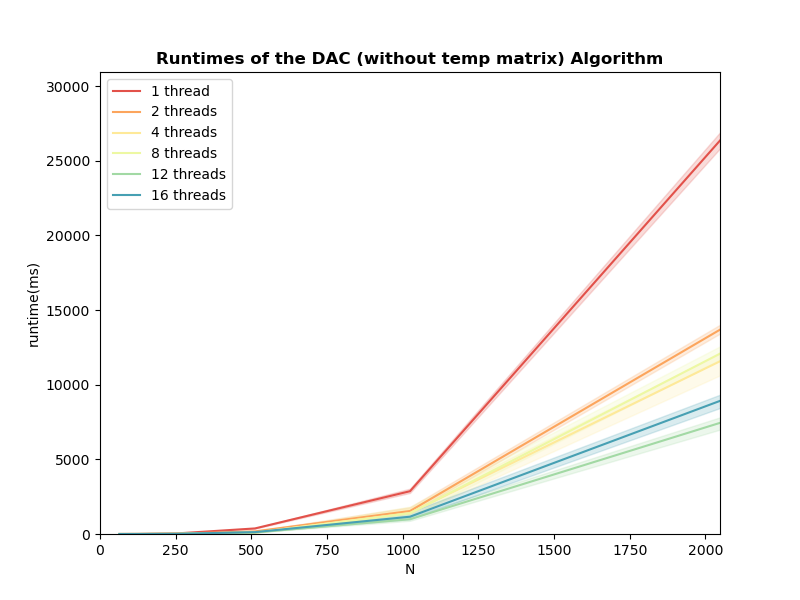 Runtimes of the DAC (without temp matrix) Algorithm
30000
25000
20000
15000
10000
5000
0
runtime(ms)
1 thread
2 threads
4 threads
8 threads
12 threads
16 threads
0 250 500 750 1000 1250 1500 1750 2000
N